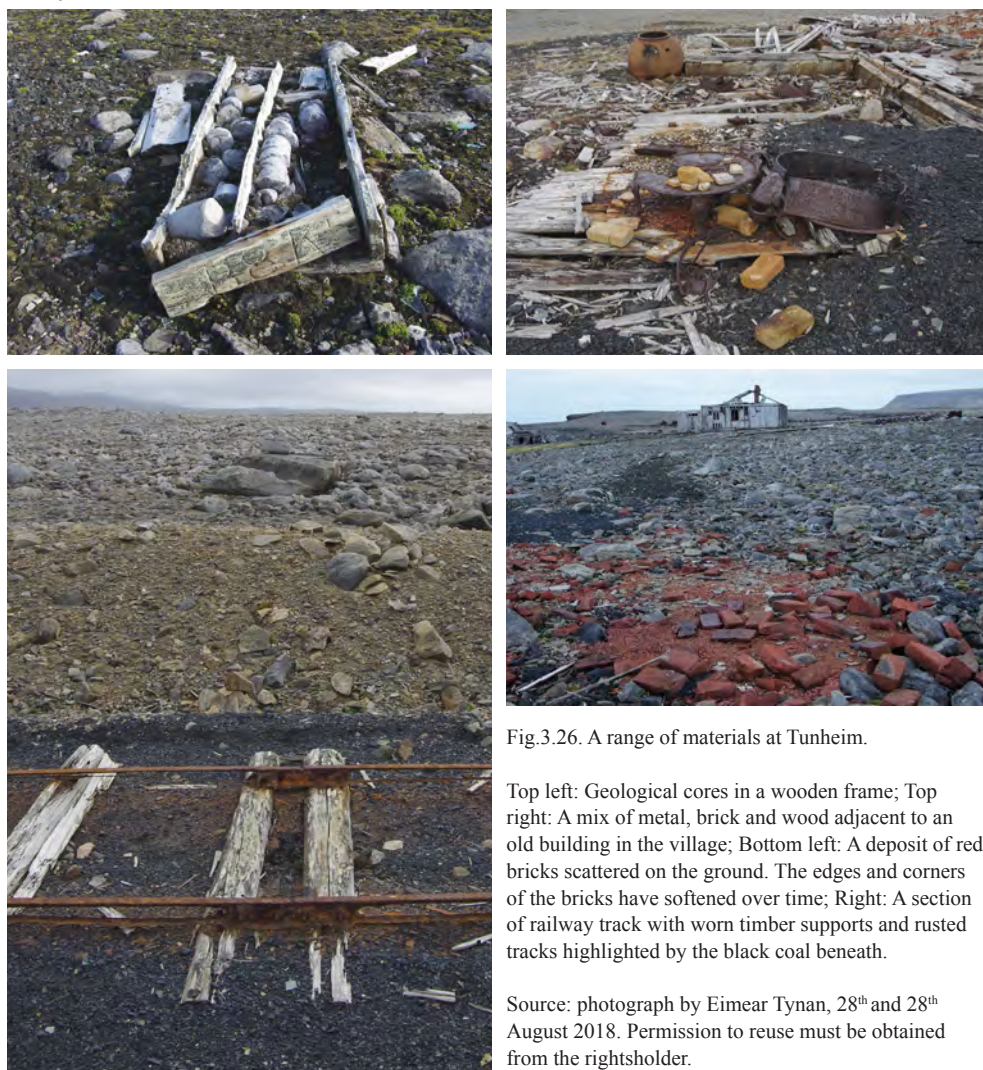 Fig.3.26. A range of materials at Tunheim.
Top left: Geological cores in a wooden frame; Top
right: A mix of metal, brick and wood adjacent to an
old building in the village; Bottom left: A deposit of red
bricks scattered on the ground. The edges and corners
of the bricks have softened over time; Right: A section
of railway track with worn timber supports and rusted
tracks highlighted by the black coal beneath.
Source: photograph by Eimear Tynan, 28th and 28th
August 2018. Permission to reuse must be obtained
from the rightsholder.